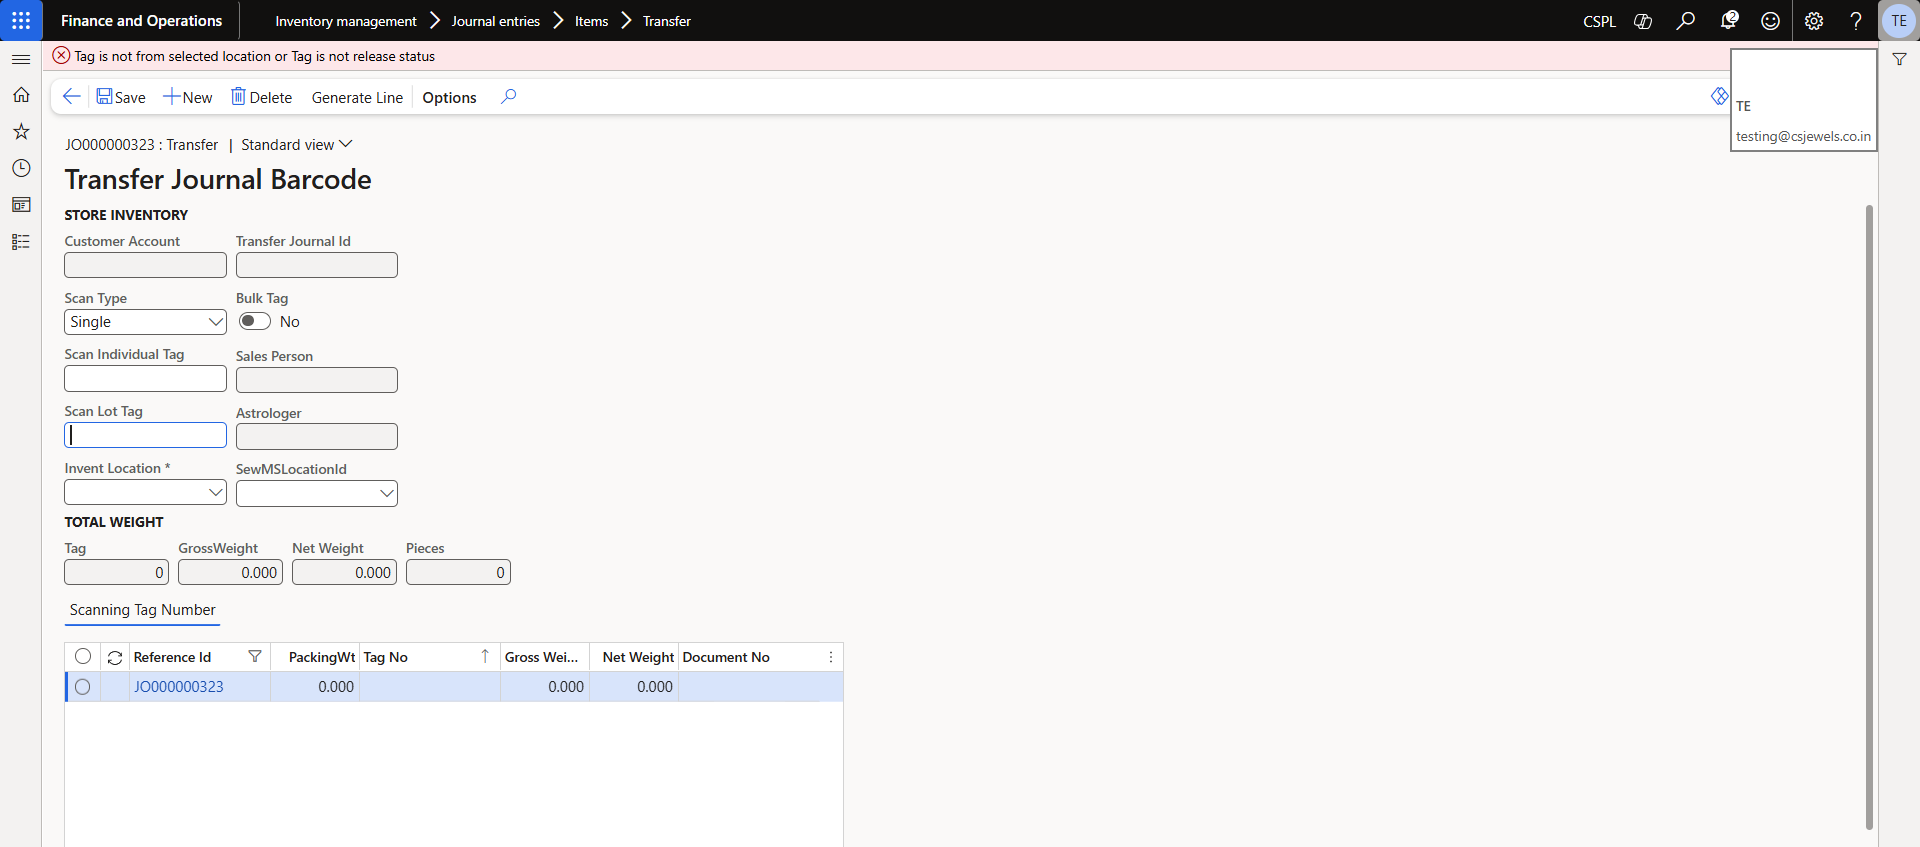 Finance and Operations Inventory management Journal entries Items Transfer CSPL 2 ? TE
Tag is not from selected location or Tag is not release status
Save New Delete Generate Line Options
TE
testing@csjewels.co.in
JO000000323 : Transfer | Standard view
Transfer Journal Barcode
STORE INVENTORY
Customer Account Transfer Journal Id
Scan Type Bulk Tag
Single No
Scan Individual Tag Sales Person
Scan Lot Tag Astrologer
Invent Location * SewMSLocationId
TOTAL WEIGHT
Tag GrossWeight Net Weight Pieces
0 0.000 0.000 0
Scanning Tag Number
Reference Id PackingWt Tag No Gross Wei... Net Weight Document No
JO000000323 0.000 0.000 0.000